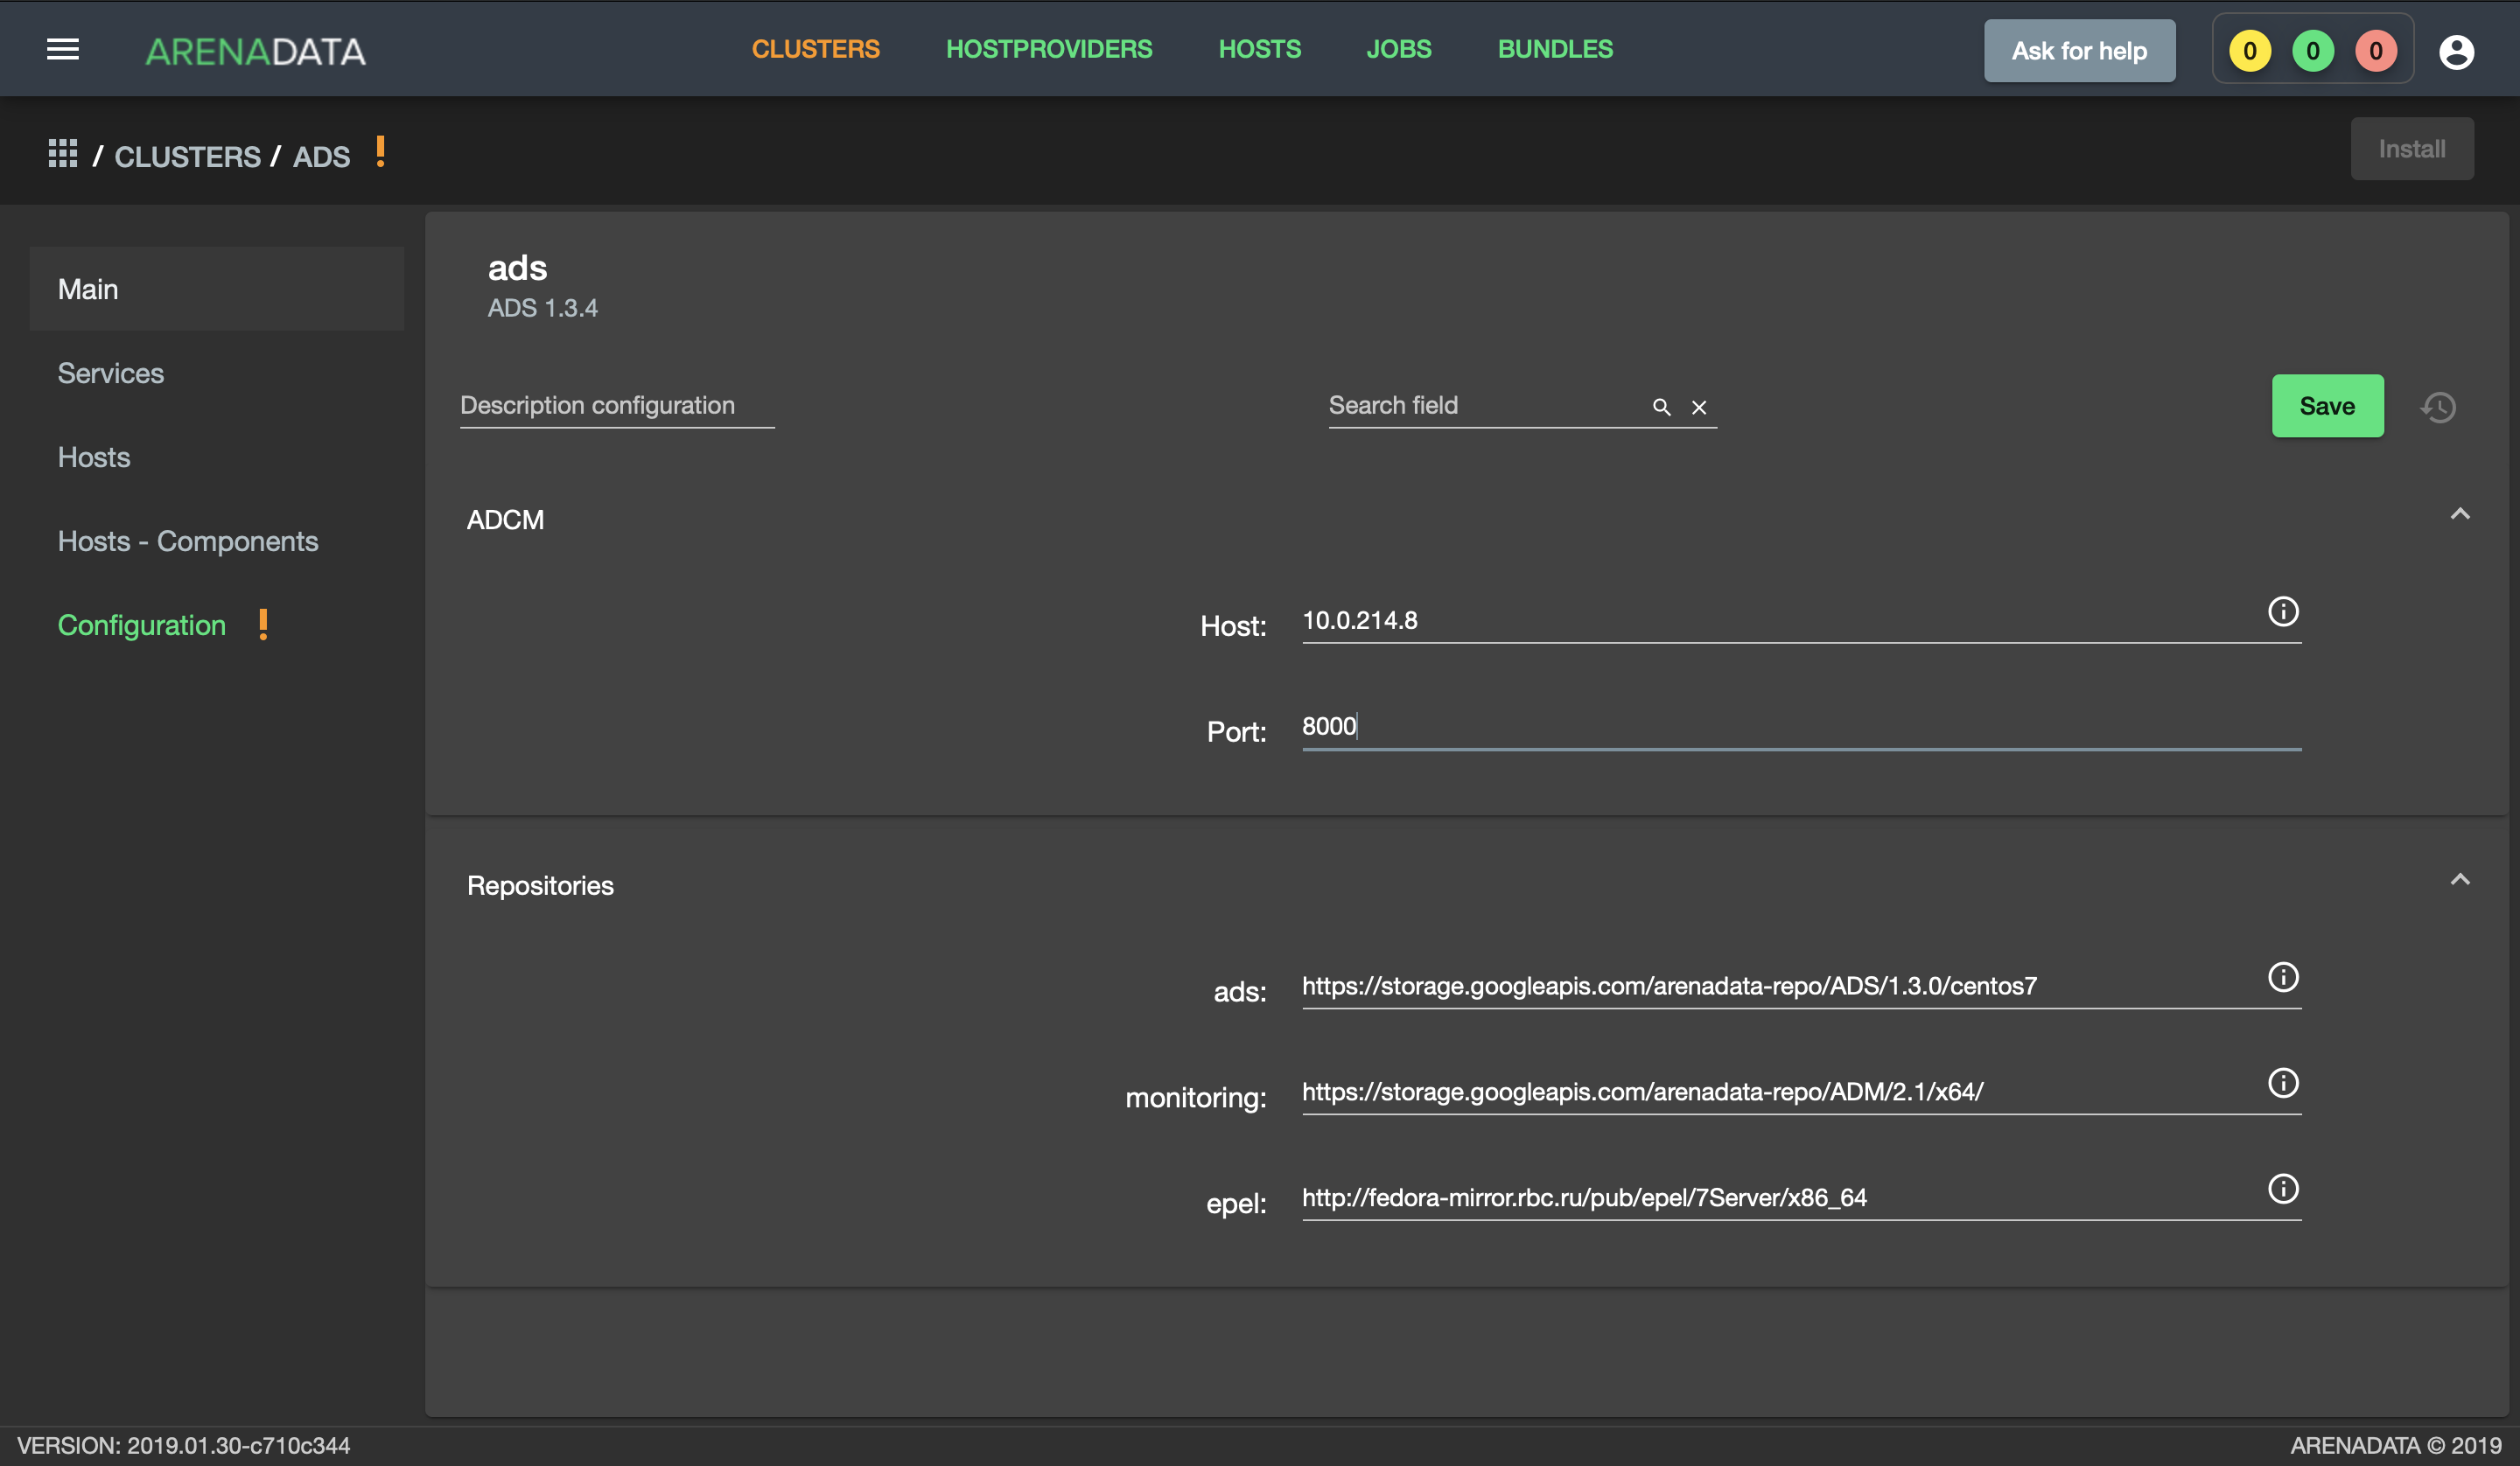 ARENADATA
CLUSTERS HOSTPROVIDERS HOSTS JOBS BUNDLES
Ask for help
0 0 0
/ CLUSTERS / ADS !
Install
Main
Services
Hosts
Hosts - Components
Configuration !
ads
ADS 1.3.4
Description configuration
Search field
Save
ADCM
Host: 10.0.214.8
Port: 8000
Repositories
ads: https://storage.googleapis.com/arenadata-repo/ADS/1.3.0/centos7
monitoring: https://storage.googleapis.com/arenadata-repo/ADM/2.1/x64/
epel: http://fedora-mirror.rbc.ru/pub/epel/7Server/x86_64
VERSION: 2019.01.30-c710c344
ARENADATA © 2019